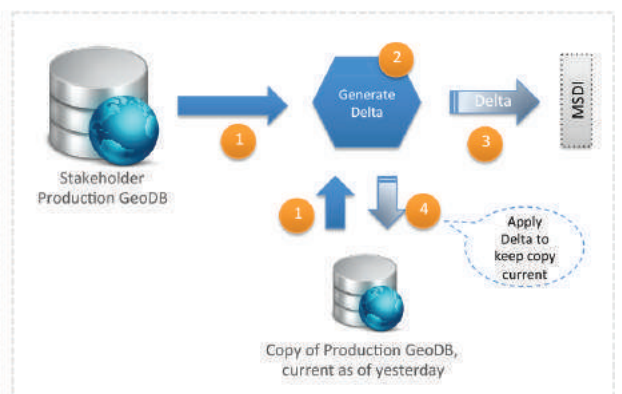 2
Generate
Delta
Delta
MSDI
1
3
Stakeholder
Production GeoDB
1
4
Apply
Delta to
keep copy
current
Copy of Production GeoDB,
current as of yesterday